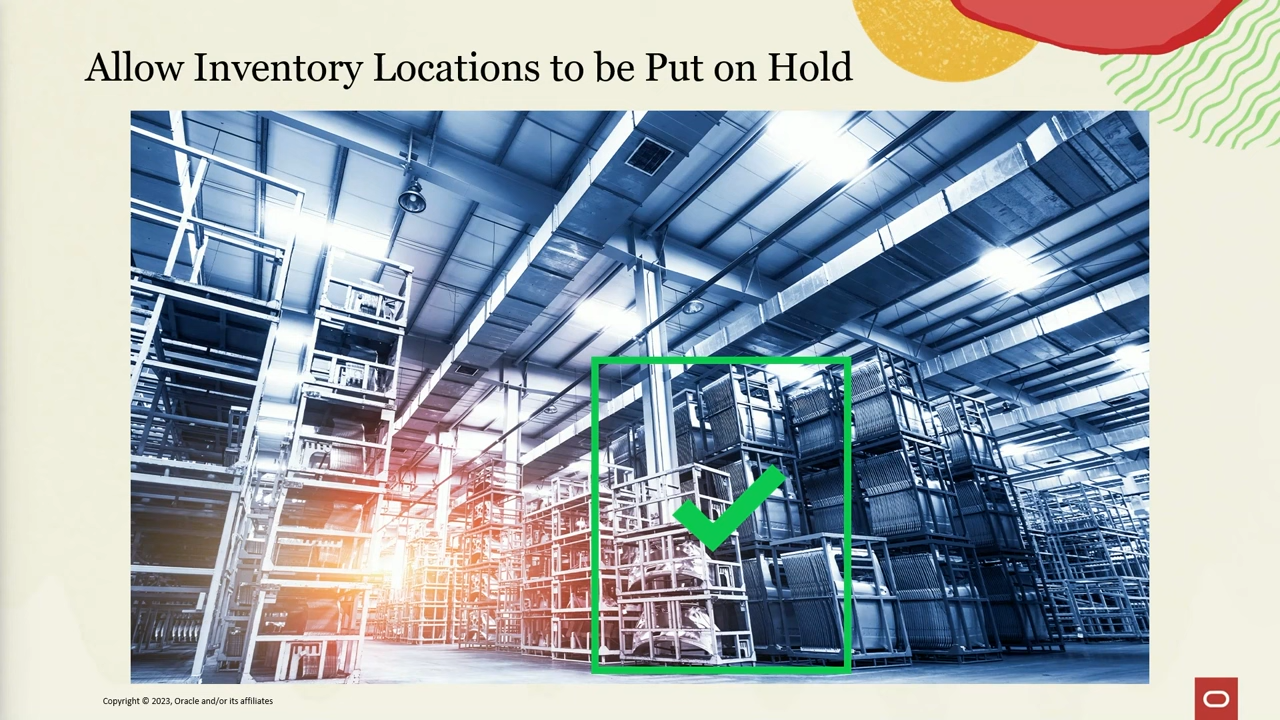 Allow Inventory Locations to be Put on Hold
Copyright © 2023, Oracle and/or its affiliates